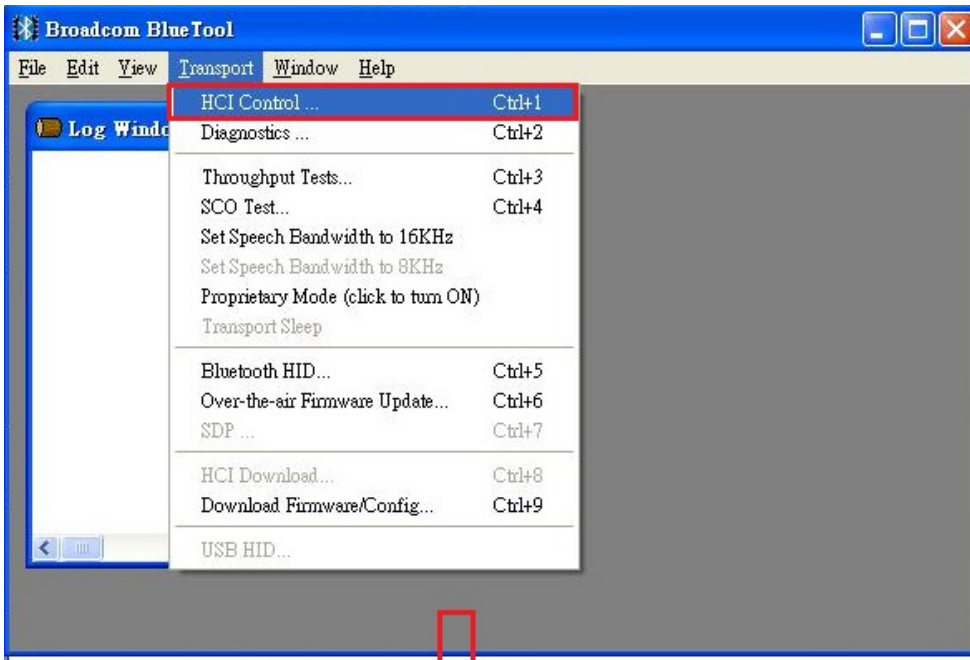 Broadcom BlueTool
File Edit View Transport Window Help
HCI Control ... Ctrl+1
Log
Diagnostics ... Ctrl+2
Throughput Tests... Ctrl+3
SCO Test... Ctrl+4
Set Speech Bandwidth to 16KHz
Set Speech Bandwidth to 8KHz
Proprietary Mode (click to turn ON)
Transport Sleep
Bluetooth HID... Ctrl+5
Over-the-air Firmware Update... Ctrl+6
SDP ... Ctrl+7
HCI Download... Ctrl+8
Download Firmware/Config... Ctrl+9
USB HID...